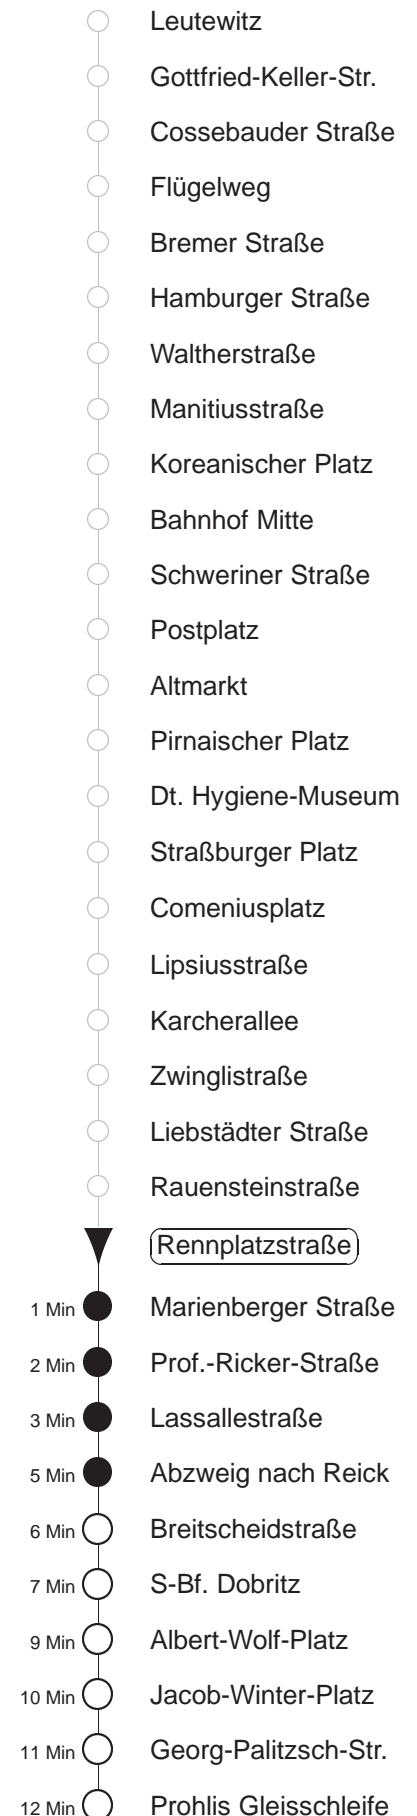 Leutewitz
Gottfried-Keller-Str.
Cossebauder Straße
Flügelweg
Bremer Straße
Hamburger Straße
Waltherstraße
Manitiusstraße
Koreanischer Platz
Bahnhof Mitte
Schweriner Straße
Postplatz
Altmarkt
Pirnaischer Platz
Dt. Hygiene-Museum
Straßburger Platz
Comeniusplatz
Lipsiusstraße
Karcherallee
Zwinglistraße
Liebstädter Straße
Rauensteinstraße
Rennplatzstraße
1 Min Marienberger Straße
2 Min Prof.-Ricker-Straße
3 Min Lassallestraße
5 Min Abzweig nach Reick
6 Min Breitscheidstraße
7 Min S-Bf. Dobritz
9 Min Albert-Wolf-Platz
10 Min Jacob-Winter-Platz
11 Min Georg-Palitzsch-Str.
12 Min Prohlis Gleisschleife